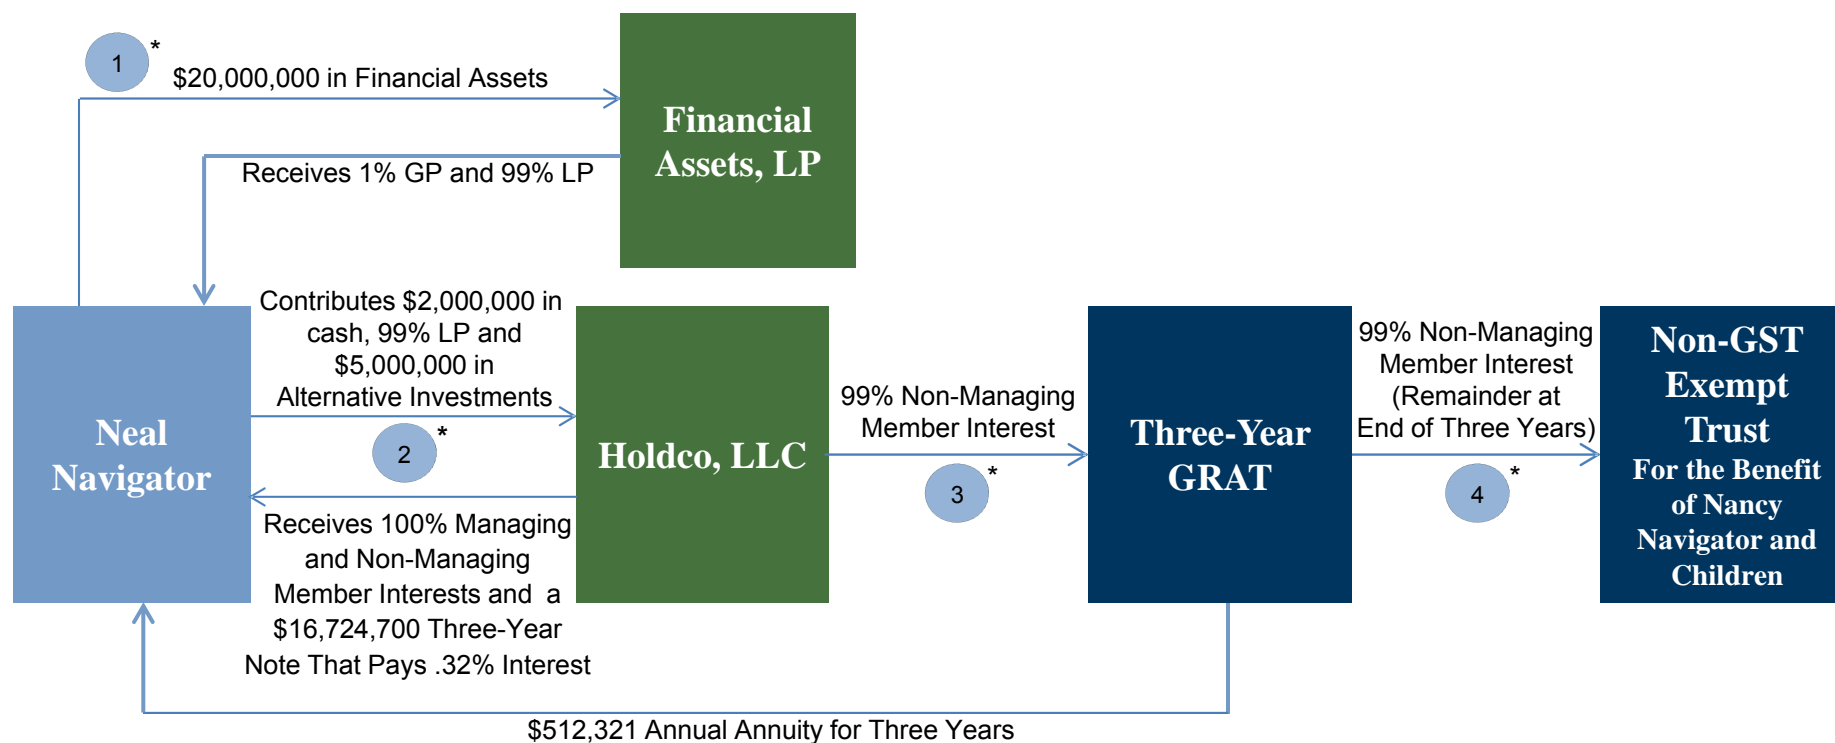 1 *
$20,000,000 in Financial Assets
Financial
Assets, LP
Receives 1% GP and 99% LP
Neal
Navigator
Contributes $2,000,000 in
cash, 99% LP and
$5,000,000 in
Alternative Investments
2 *
Receives 100% Managing
and Non-Managing
Member Interests and a
$16,724,700 Three-Year
Note That Pays .32% Interest
Holdco, LLC
99% Non-Managing
Member Interest
3 *
Three-Year
GRAT
99% Non-Managing
Member Interest
(Remainder at
End of Three Years)
4 *
Non-GST
Exempt
Trust
For the Benefit
of Nancy
Navigator and
Children
$512,321 Annual Annuity for Three Years